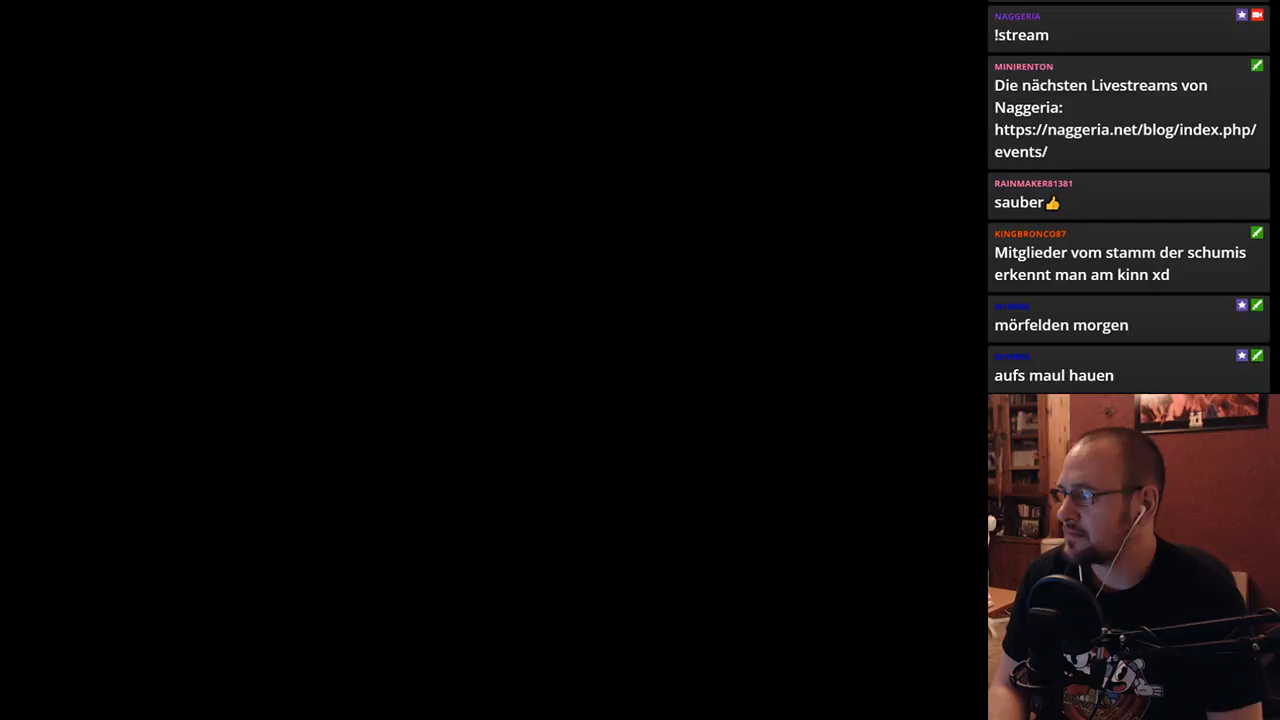 NAGGERIA
!stream
MINIRENTON
Die nächsten Livestreams von
Naggeria:
https://naggeria.net/blog/index.php/
events/
RAINMAKER81381
sauber👍
KINGBRONCO87
Mitglieder vom stamm der schumis
erkennt man am kinn xd
mörfelden morgen
aufs maul hauen